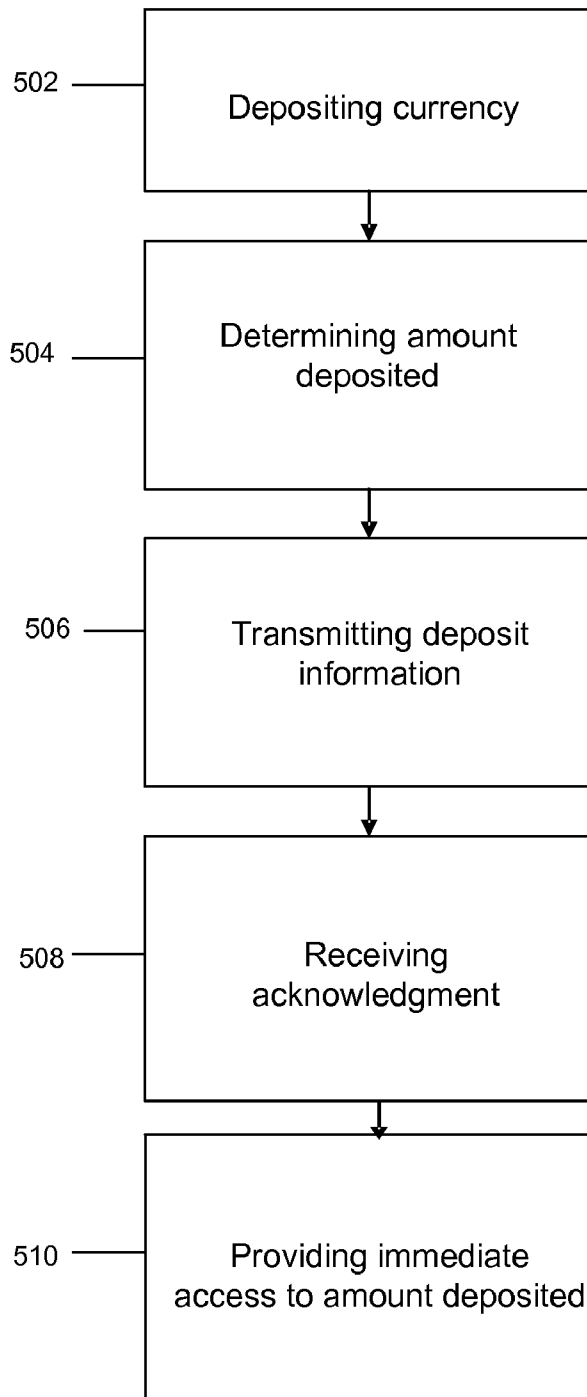 502
Depositing currency
504
Determining amount
deposited
506
Transmitting deposit
information
508
Receiving
acknowledgment
510
Providing immediate
access to amount deposited